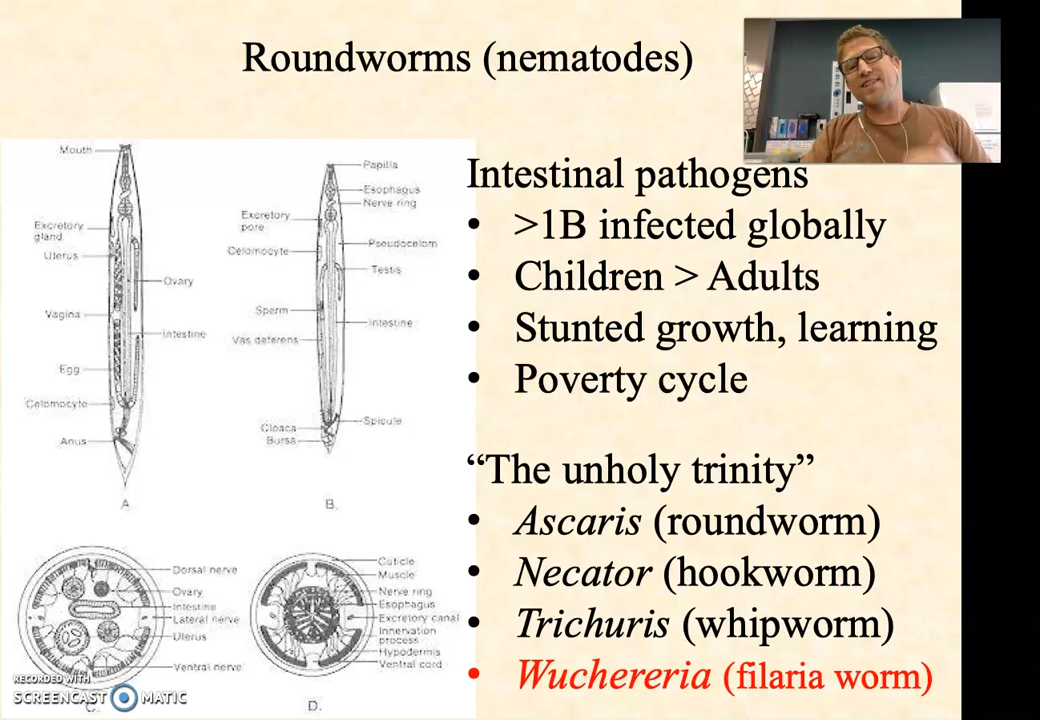 Roundworms (nematodes)
Intestinal pathogens
• >1B infected globally
• Children > Adults
• Stunted growth, learning
• Poverty cycle
“The unholy trinity”
• Ascaris (roundworm)
• Necator (hookworm)
• Trichuris (whipworm)
• Wuchereria (filaria worm)
Mouth
Excretory
gland
Uterus
Ovary
Vagina
Intestine
Egg
Celomocyte
Anus
A
Papilla
Esophagus
Nerve ring
Excretory
pore
Pseudocelom
Celomocyte
Testis
Sperm
Intestine
Vas deferens
Spicule
Cloaca
Bursa
B.
Dorsal nerve
Ovary
Intestine
Lateral nerve
Uterus
Ventral nerve
C.
Cuticle
Muscle
Nerve ring
Esophagus
Excretory canal
Innervation
process
Hypodermis
Ventral cord
D.
RECORDED WITH
SCREENCAST MATIC